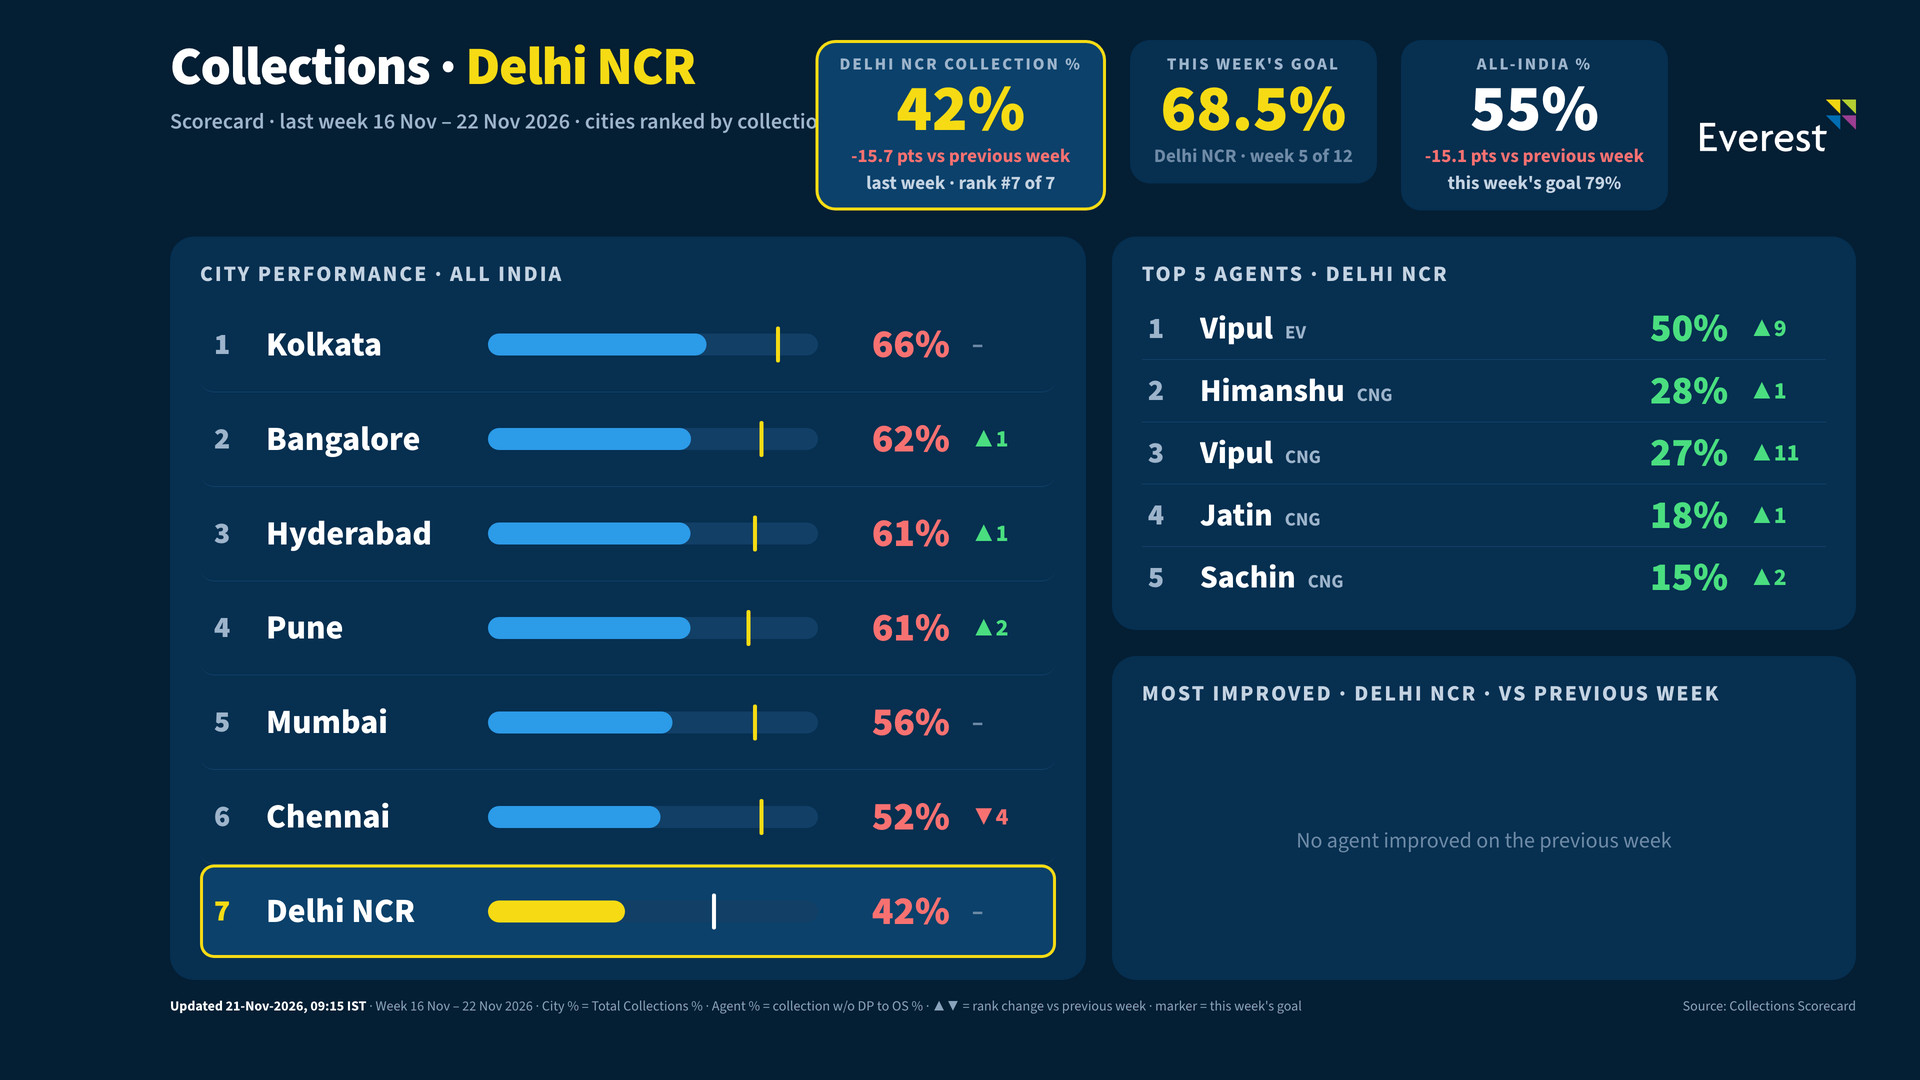 Collections · Delhi NCR
Scorecard · last week 16 Nov – 22 Nov 2026 · cities ranked by collectio
DELHI NCR COLLECTION %
42%
-15.7 pts vs previous week
last week · rank #7 of 7
THIS WEEK'S GOAL
68.5%
Delhi NCR · week 5 of 12
ALL-INDIA %
55%
-15.1 pts vs previous week
this week's goal 79%
Everest
CITY PERFORMANCE · ALL INDIA
1 Kolkata 66% –
2 Bangalore 62% ▲1
3 Hyderabad 61% ▲1
4 Pune 61% ▲2
5 Mumbai 56% –
6 Chennai 52% ▼4
7 Delhi NCR 42% –
TOP 5 AGENTS · DELHI NCR
1 Vipul EV 50% ▲9
2 Himanshu CNG 28% ▲1
3 Vipul CNG 27% ▲11
4 Jatin CNG 18% ▲1
5 Sachin CNG 15% ▲2
MOST IMPROVED · DELHI NCR · VS PREVIOUS WEEK
No agent improved on the previous week
Updated 21-Nov-2026, 09:15 IST · Week 16 Nov – 22 Nov 2026 · City % = Total Collections % · Agent % = collection w/o DP to OS % · ▲▼ = rank change vs previous week · marker = this week's goal
Source: Collections Scorecard